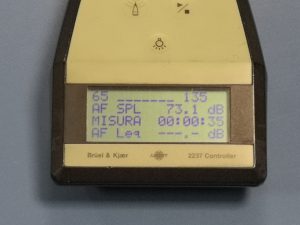 65 _______ 135
AF SPL 73.1 dB
MISURA 00:00:35
AF Leq ---,- dB
Brüel & Kjær 2237 Controller